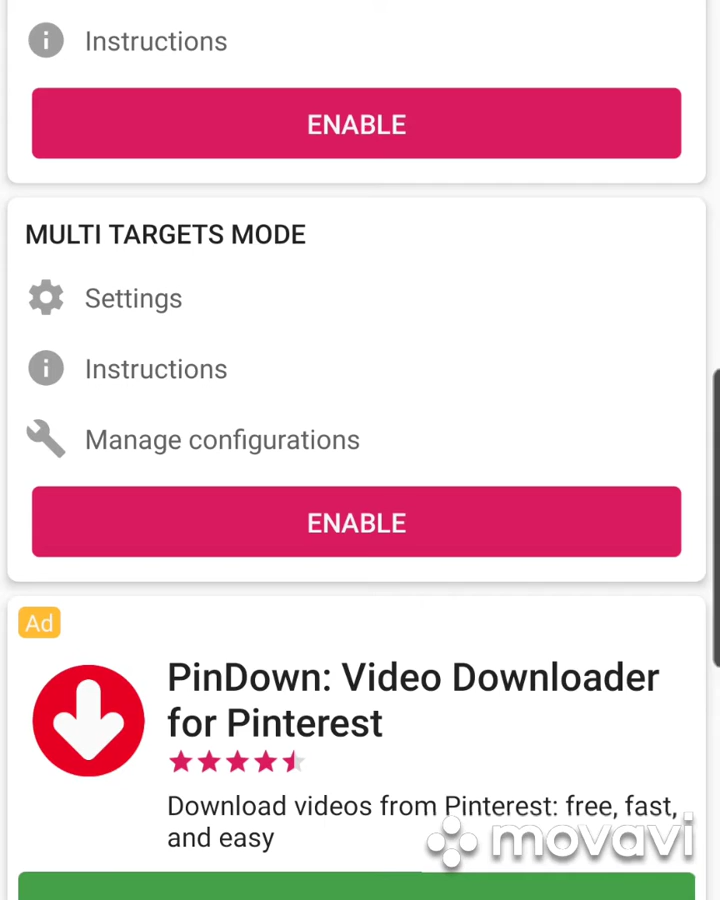 Instructions
ENABLE
MULTI TARGETS MODE
Settings
Instructions
Manage configurations
ENABLE
Ad
PinDown: Video Downloader
for Pinterest
Download videos from Pinterest: free, fast,
and easy
movavi